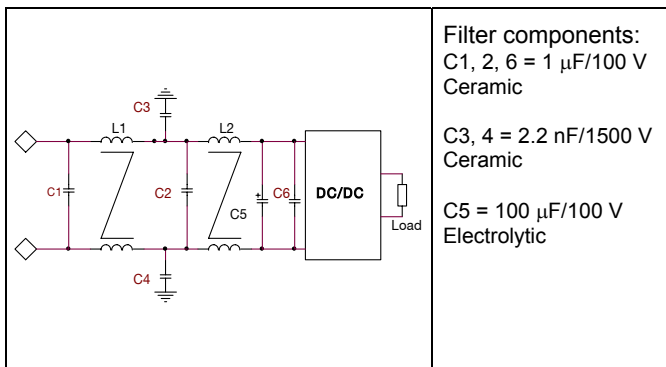 C3
L1
L2
C1
C2
C5
C6
DC/DC
Load
C4
Filter components:
C1, 2, 6 = 1 μF/100 V
Ceramic
C3, 4 = 2.2 nF/1500 V
Ceramic
C5 = 100 μF/100 V
Electrolytic